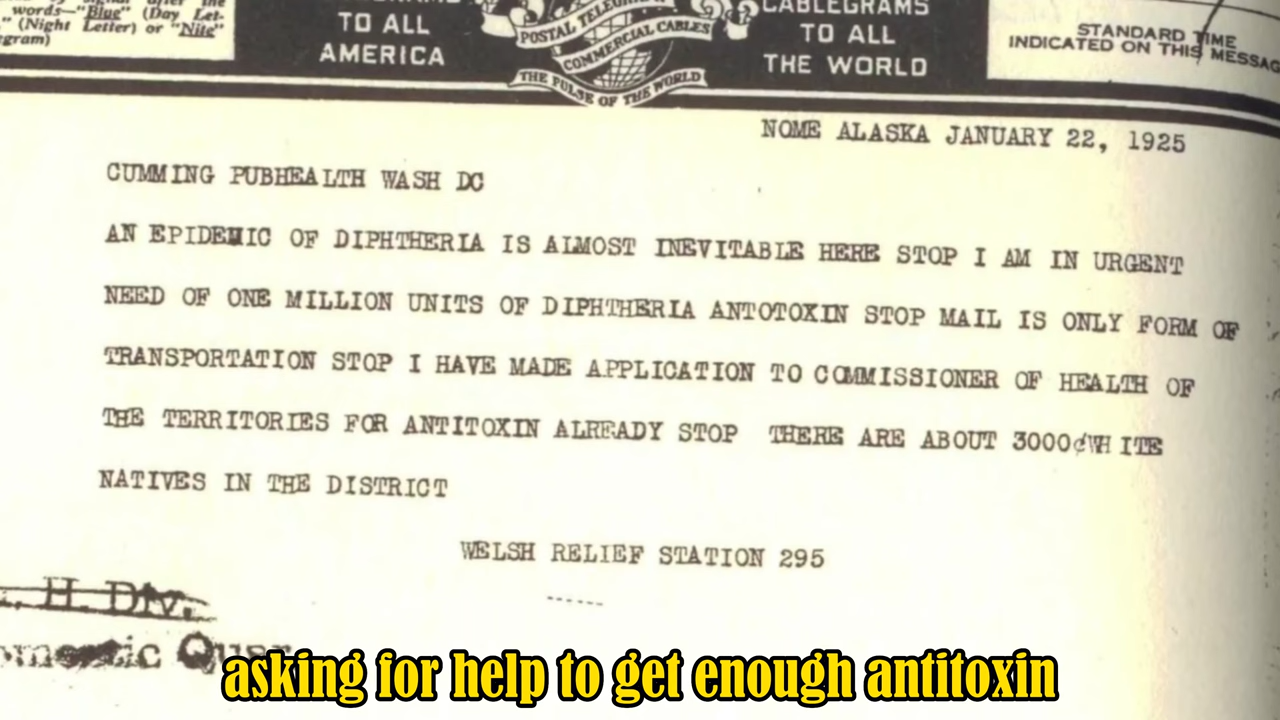 words—"Blue" (Day Let-
" (Night Letter) or "Nite"
gram)
TO ALL
AMERICA
POSTAL TELEGRAPH
COMMERCIAL CABLES
THE PULSE OF THE WORLD
CABLEGRAMS
TO ALL
THE WORLD
STANDARD TIME
INDICATED ON THIS MESSAG
NOME ALASKA JANUARY 22, 1925
CUMMING PUBHEALTH WASH DC
AN EPIDEMIC OF DIPHTHERIA IS ALMOST INEVITABLE HERE STOP I AM IN URGENT
NEED OF ONE MILLION UNITS OF DIPHTHERIA ANTOTOXIN STOP MAIL IS ONLY FORM OF
TRANSPORTATION STOP I HAVE MADE APPLICATION TO COMMISSIONER OF HEALTH OF
THE TERRITORIES FOR ANTITOXIN ALREADY STOP THERE ARE ABOUT 3000 WHITE
NATIVES IN THE DISTRICT
WELSH RELIEF STATION 295
H. Div.
asking for help to get enough antitoxin